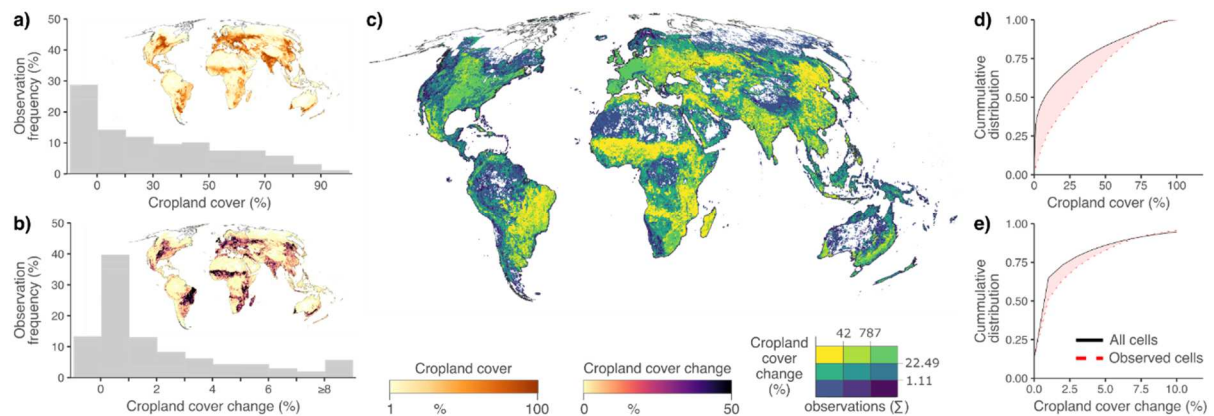 a)
Observation
frequency (%)
50
40
30
20
10
0
0 30 50 70 90
Cropland cover (%)
b)
Observation
frequency (%)
50
40
30
20
10
0
0 2 4 6 ≥8
Cropland cover change (%)
c)
Cropland cover
1 % 100
Cropland cover change
0 % 50
Cropland
cover
change
(%)
42 787
22.49
1.11
observations (Σ)
d)
Cummulative
distribution
1.00
0.75
0.50
0.25
0
0 25 50 75 100
Cropland cover (%)
e)
Cummulative
distribution
1.00
0.75
0.50
0.25
0.0
0.0 2.5 5.0 7.5 10.0
Cropland cover change (%)
All cells
Observed cells